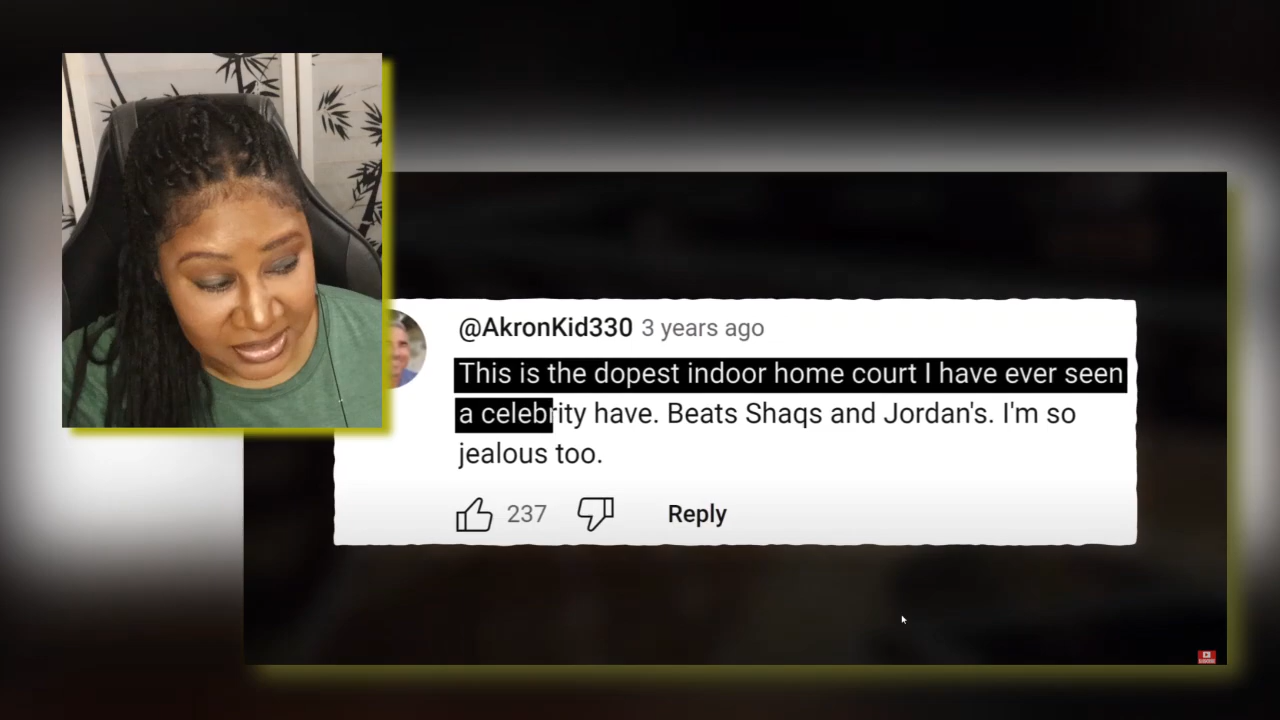 @AkronKid330 3 years ago
This is the dopest indoor home court I have ever seen
a celebrity have. Beats Shaqs and Jordan's. I'm so
jealous too.
237 Reply